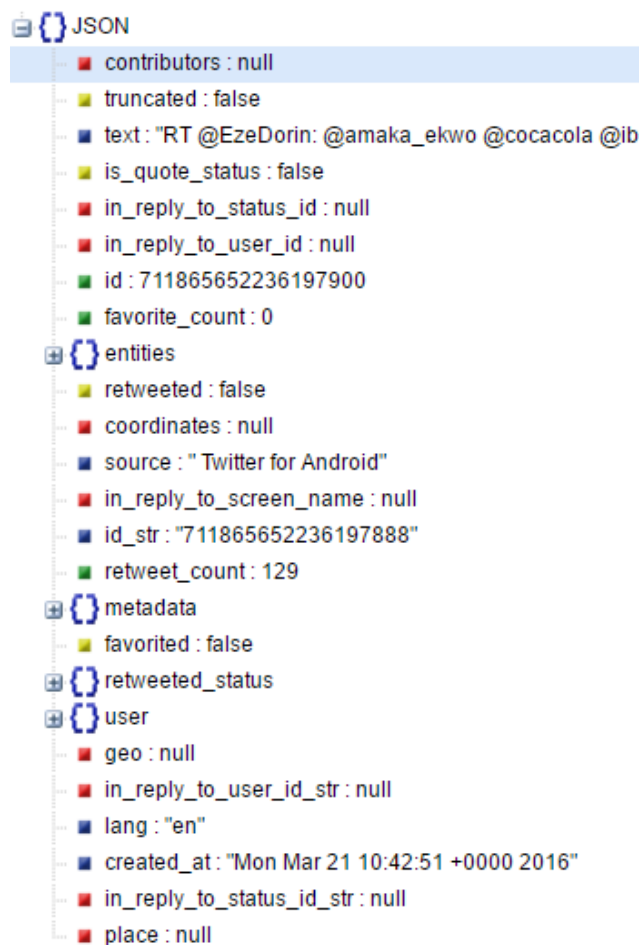 JSON
contributors : null
truncated : false
text : "RT @EzeDorin: @amaka_ekwo @cocacola @ib
is_quote_status : false
in_reply_to_status_id : null
in_reply_to_user_id : null
id : 711865652236197900
favorite_count : 0
entities
retweeted : false
coordinates : null
source : " Twitter for Android"
in_reply_to_screen_name : null
id_str : "711865652236197888"
retweet_count : 129
metadata
favorited : false
retweeted_status
user
geo : null
in_reply_to_user_id_str : null
lang : "en"
created_at : "Mon Mar 21 10:42:51 +0000 2016"
in_reply_to_status_id_str : null
place : null